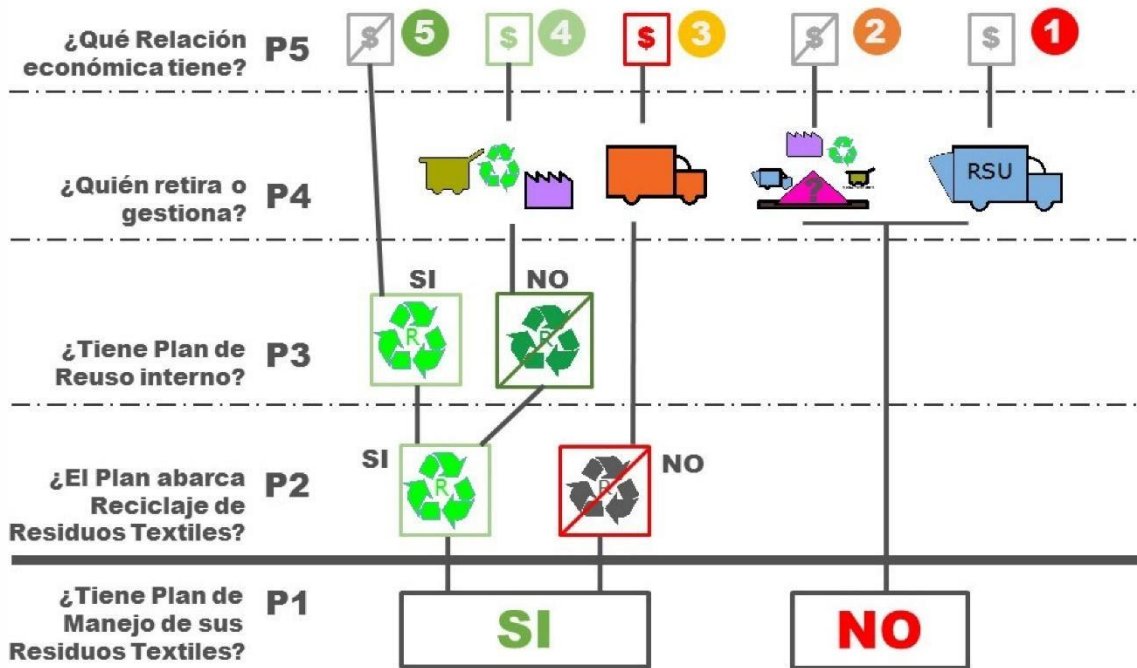 ¿Qué Relación
económica tiene?
P5
$
5
$
4
$
3
$
2
$
1
¿Quién retira o
gestiona?
P4
?
RSU
SI
NO
¿Tiene Plan de
Reuso interno?
P3
R
R
¿El Plan abarca
Reciclaje de
Residuos Textiles?
P2
SI
R
R
NO
¿Tiene Plan de
Manejo de sus
Residuos Textiles?
P1
SI
NO